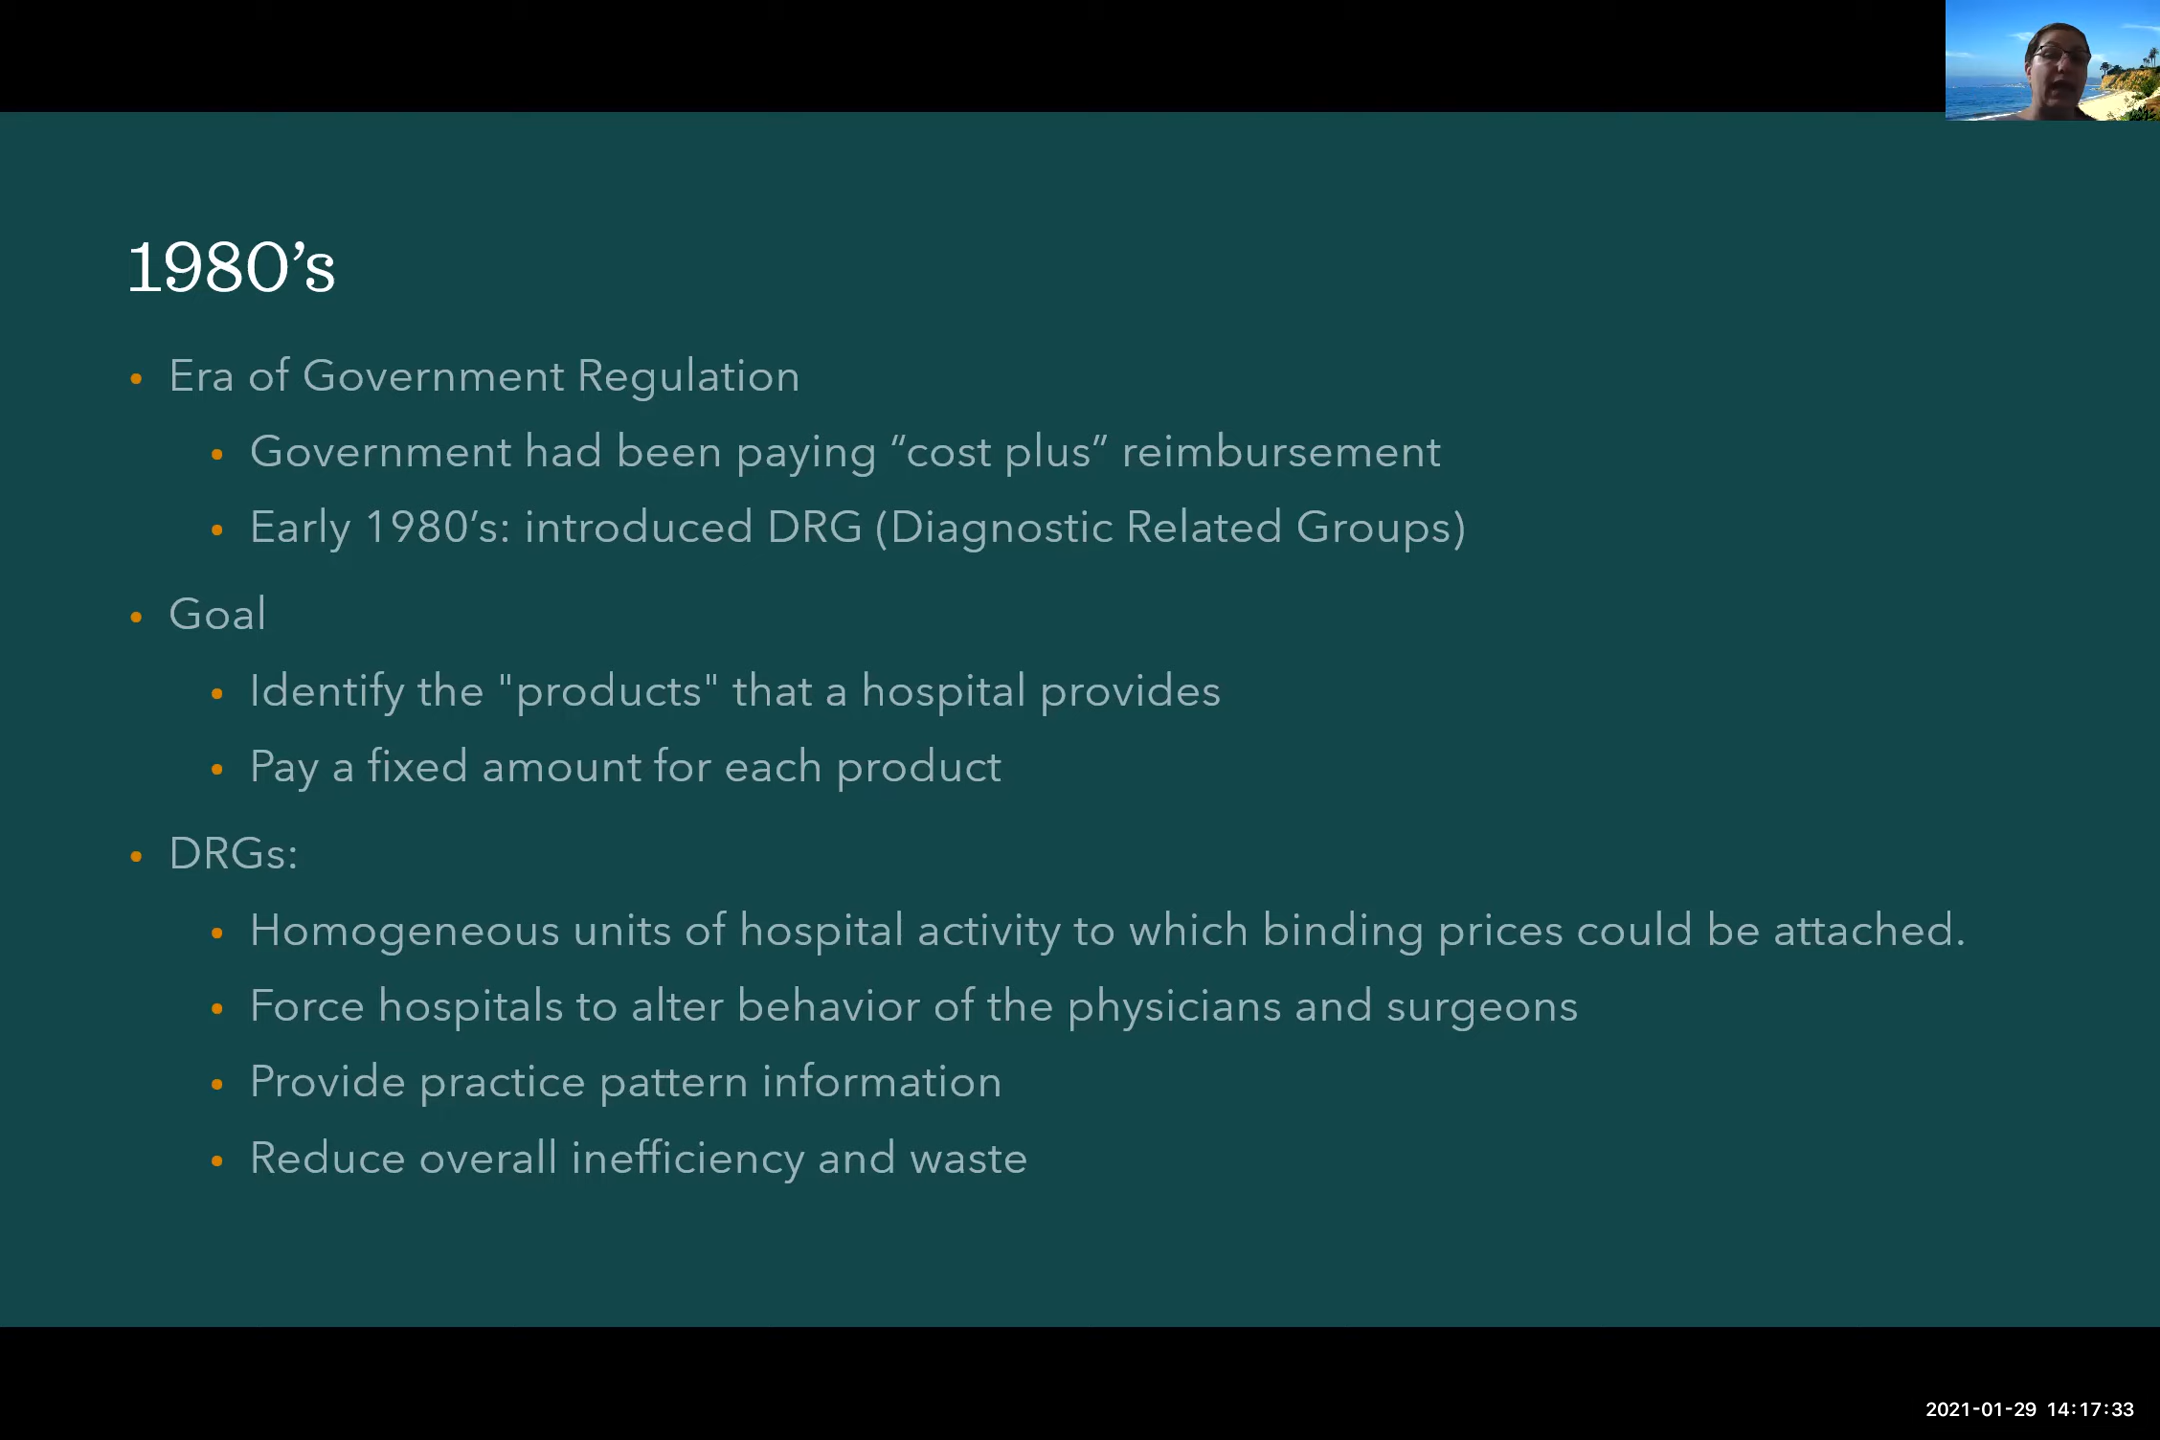 1980’s
• Era of Government Regulation
• Government had been paying “cost plus” reimbursement
• Early 1980’s: introduced DRG (Diagnostic Related Groups)
• Goal
• Identify the "products" that a hospital provides
• Pay a fixed amount for each product
• DRGs:
• Homogeneous units of hospital activity to which binding prices could be attached.
• Force hospitals to alter behavior of the physicians and surgeons
• Provide practice pattern information
• Reduce overall inefficiency and waste
2021-01-29 14:17:33